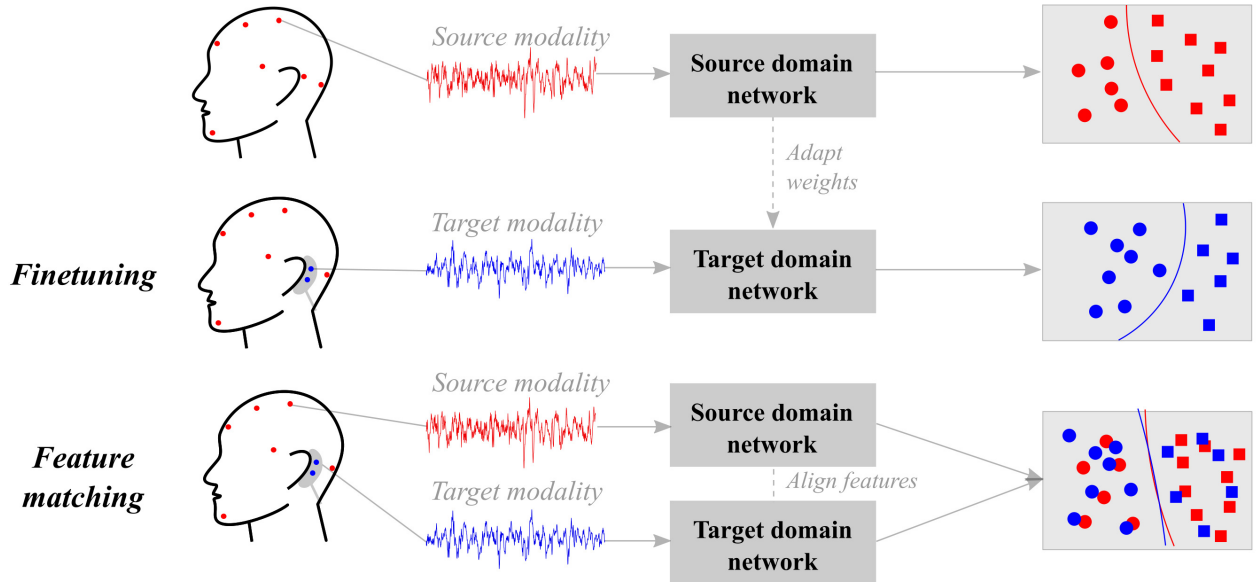 Source modality
Source domain
network
Adapt
weights
Finetuning
Target modality
Target domain
network
Feature
matching
Source modality
Source domain
network
Align features
Target modality
Target domain
network